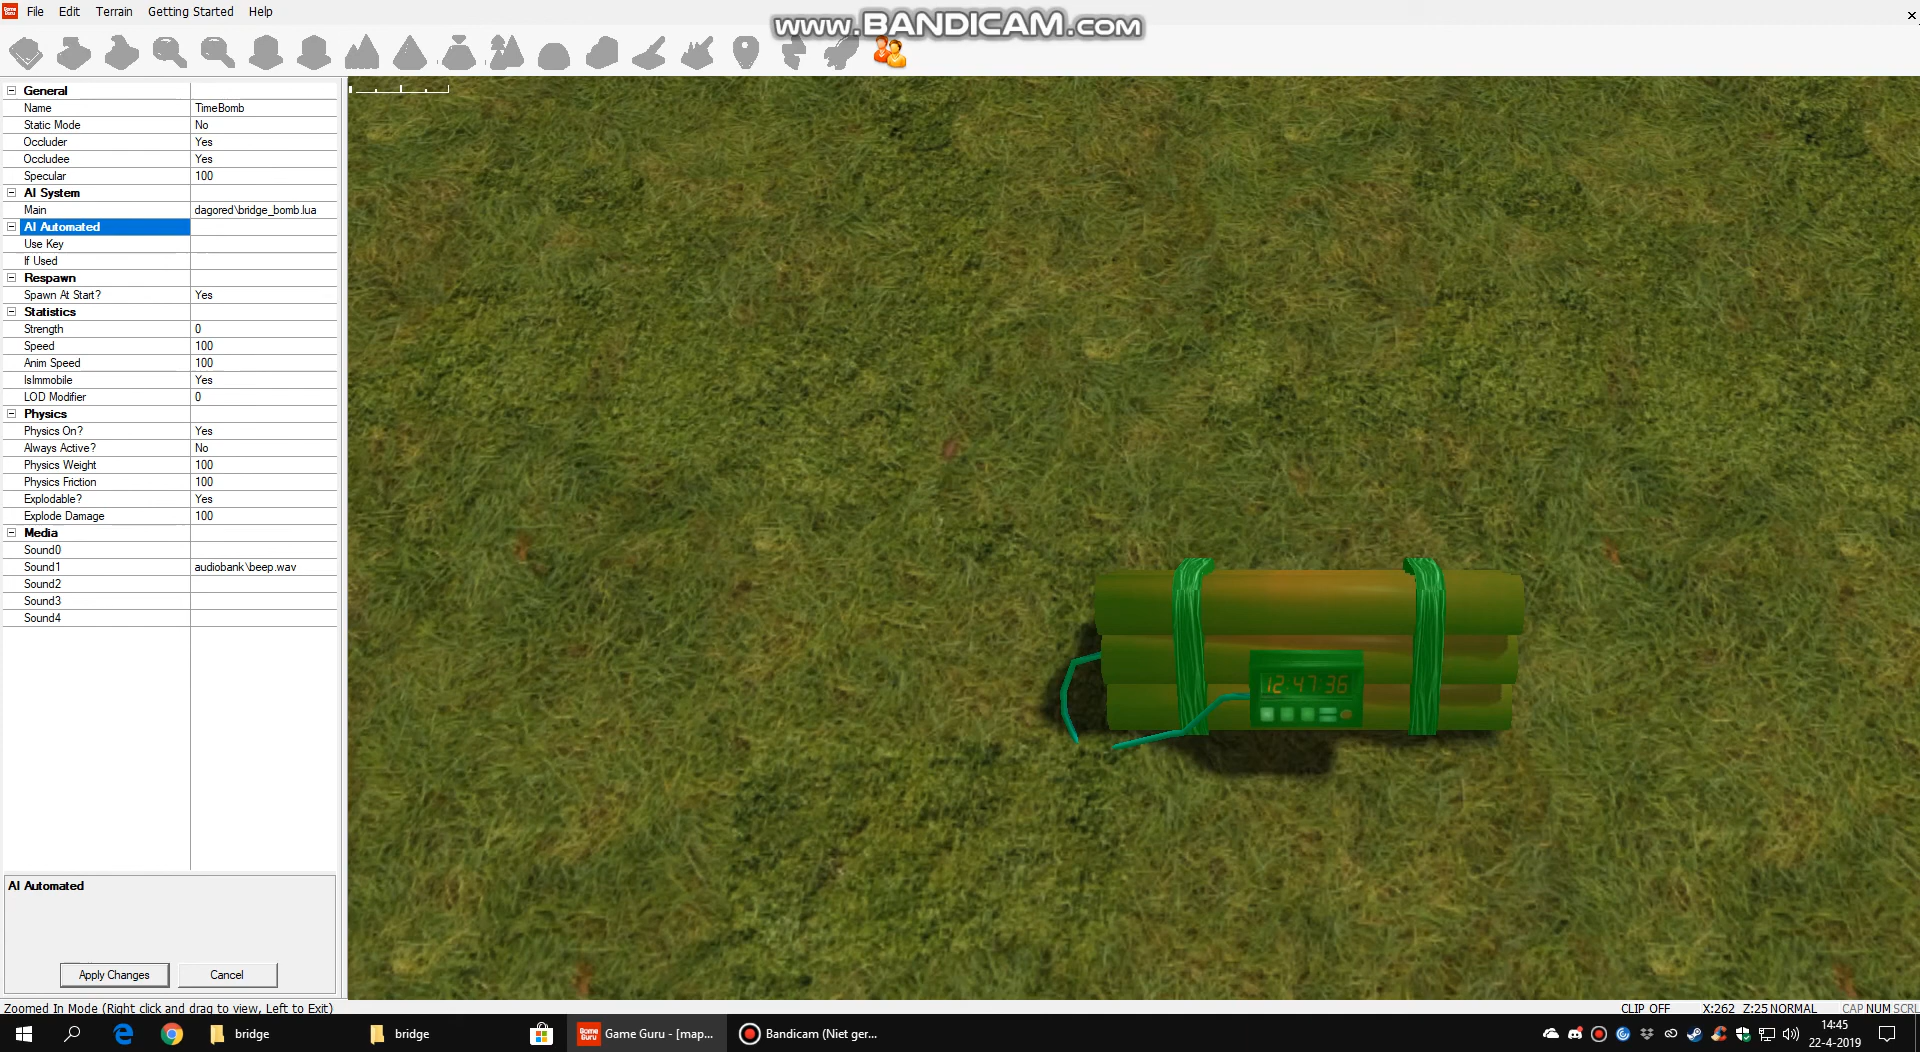 File Edit Terrain Getting Started Help
www.BANDICAM.com
General
Name TimeBomb
Static Mode No
Occluder Yes
Occludee Yes
Specular 100
AI System
Main dagored\bridge_bomb.lua
AI Automated
Use Key
If Used
Respawn
Spawn At Start? Yes
Statistics
Strength 0
Speed 100
Anim Speed 100
IsImmobile Yes
LOD Modifier 0
Physics
Physics On? Yes
Always Active? No
Physics Weight 100
Physics Friction 100
Explodable? Yes
Explode Damage 100
Media
Sound0
Sound1 audiobank\beep.wav
Sound2
Sound3
Sound4
12:47:36
AI Automated
Apply Changes Cancel
Zoomed In Mode (Right click and drag to view, Left to Exit) CLIP OFF X:262 Z:25 NORMAL CAP NUM SCRL
bridge bridge Game Guru - [map... Bandicam (Niet ger... 14:45
22-4-2019